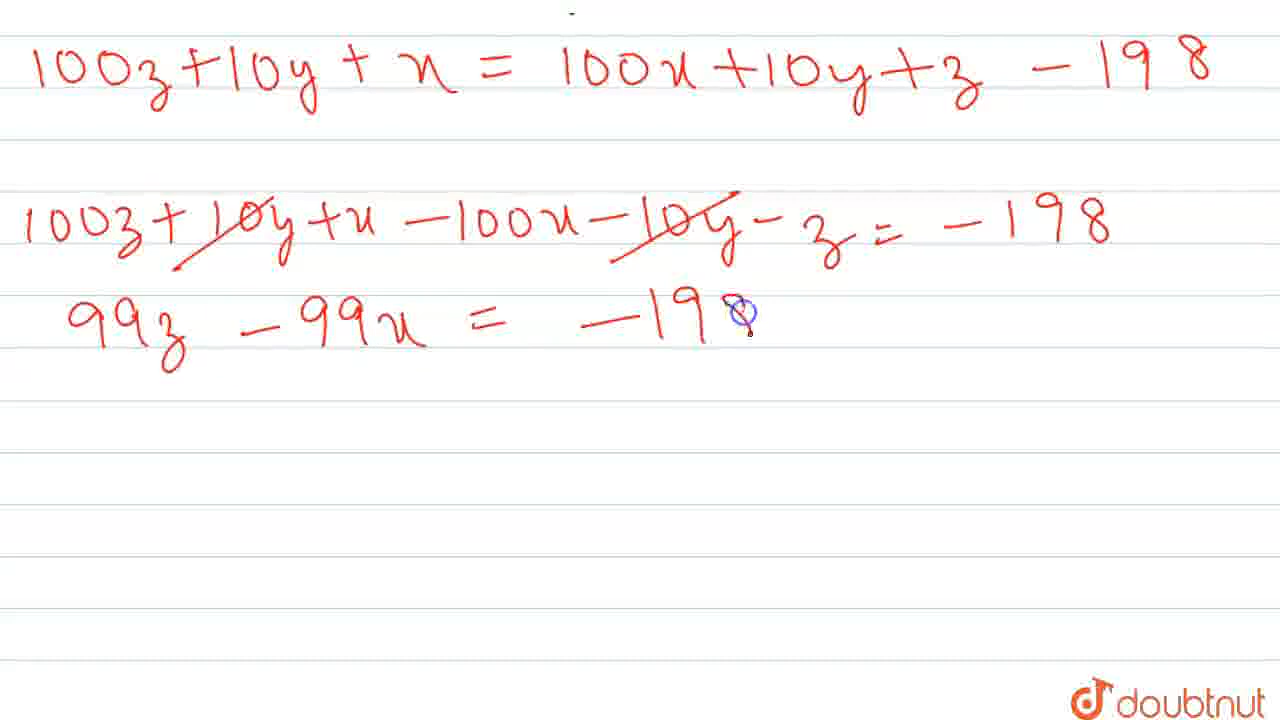 100z+10y+x = 100x+10y+z -198
100z+10y+x-100x-10y-z=-198
99z -99x = -198
doubtnut